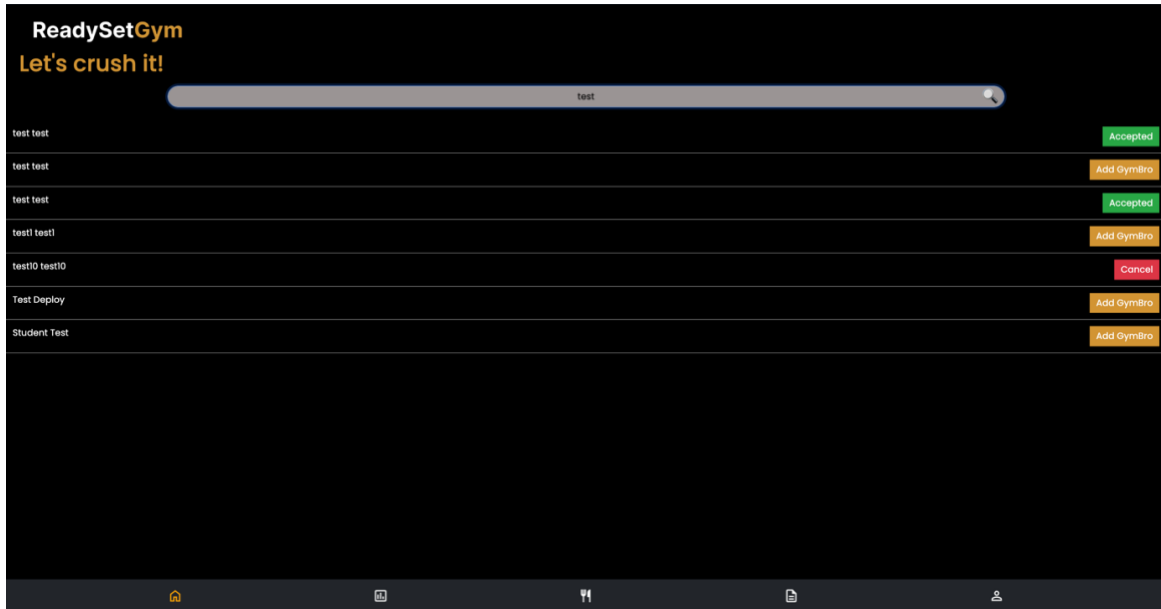 ReadySetGym
Let's crush it!
test
test test Accepted
test test Add GymBro
test test Accepted
test1 test1 Add GymBro
test10 test10 Cancel
Test Deploy Add GymBro
Student Test Add GymBro